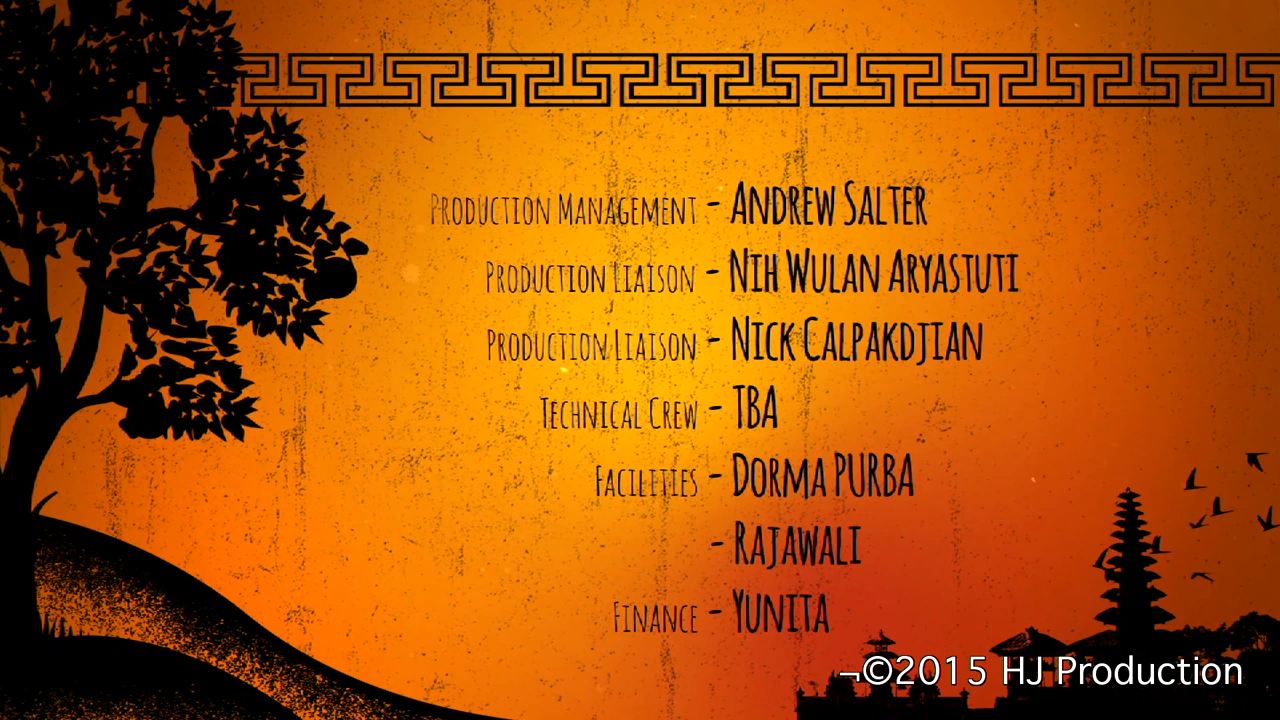 Production Management - Andrew Salter
Production Liaison - Nih Wulan Aryastuti
Production Liaison - Nick Calpakdjian
Technical Crew - TBA
Facilities - Dorma PURBA
- Rajawali
Finance - Yunita
¬©2015 HJ Production